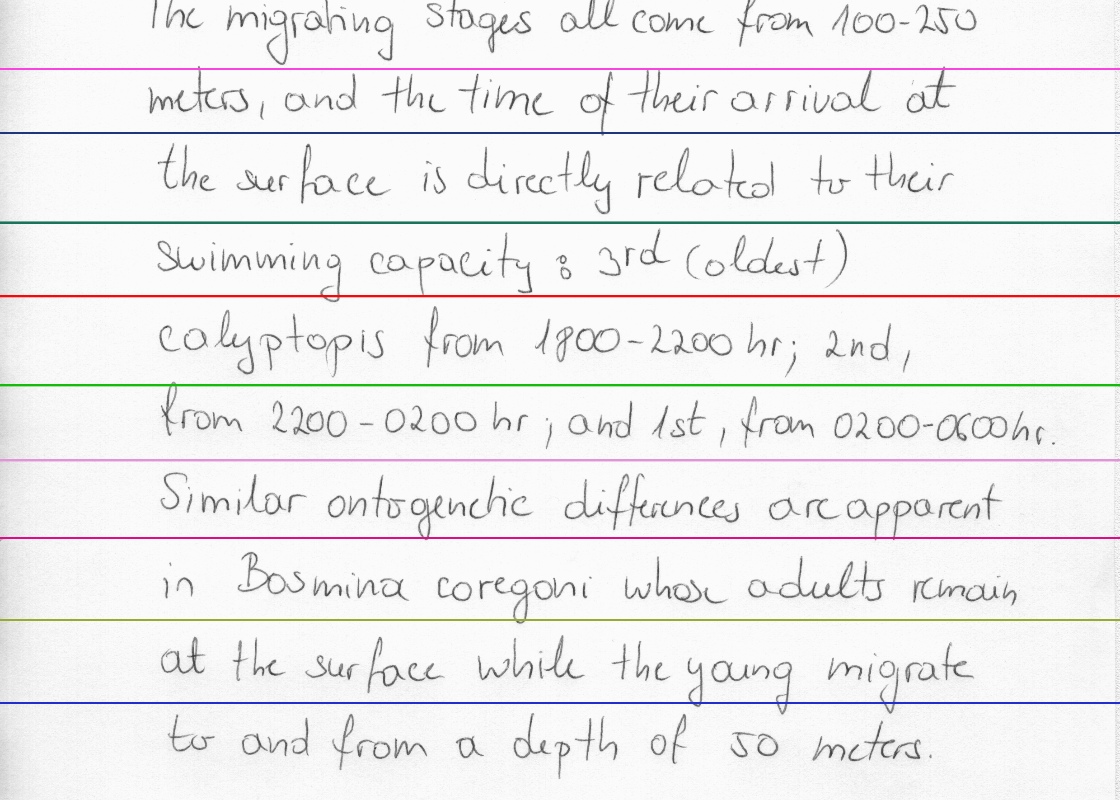 The migrating stages all come from 100-250
meters, and the time of their arrival at
the surface is directly related to their
swimming capacity : 3rd (oldest)
calyptopis from 1800-2200 hr; 2nd,
from 2200-0200 hr; and 1st, from 0200-0600hr.
Similar ontogenetic differences are apparent
in Bosmina coregoni whose adults remain
at the surface while the young migrate
to and from a depth of 50 meters.